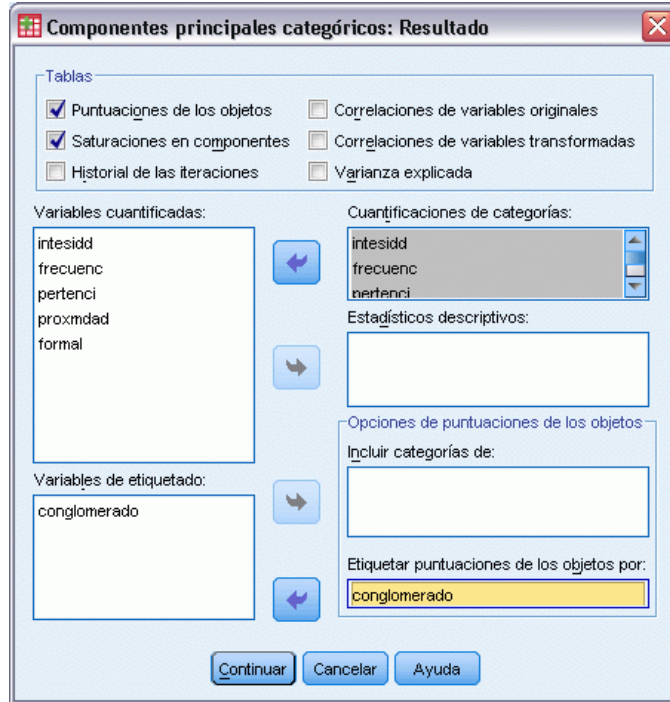 Componentes principales categóricos: Resultado
Tablas
Puntuaciones de los objetos
Correlaciones de variables originales
Saturaciones en componentes
Correlaciones de variables transformadas
Historial de las iteraciones
Varianza explicada
Variables cuantificadas:
intesidd
frecuenc
pertenci
proxmdad
formal
Cuantificaciones de categorías:
intesidd
frecuenc
pertenci
Estadísticos descriptivos:
Opciones de puntuaciones de los objetos
Incluir categorías de:
Variables de etiquetado:
conglomerado
Etiquetar puntuaciones de los objetos por:
conglomerado
Continuar
Cancelar
Ayuda